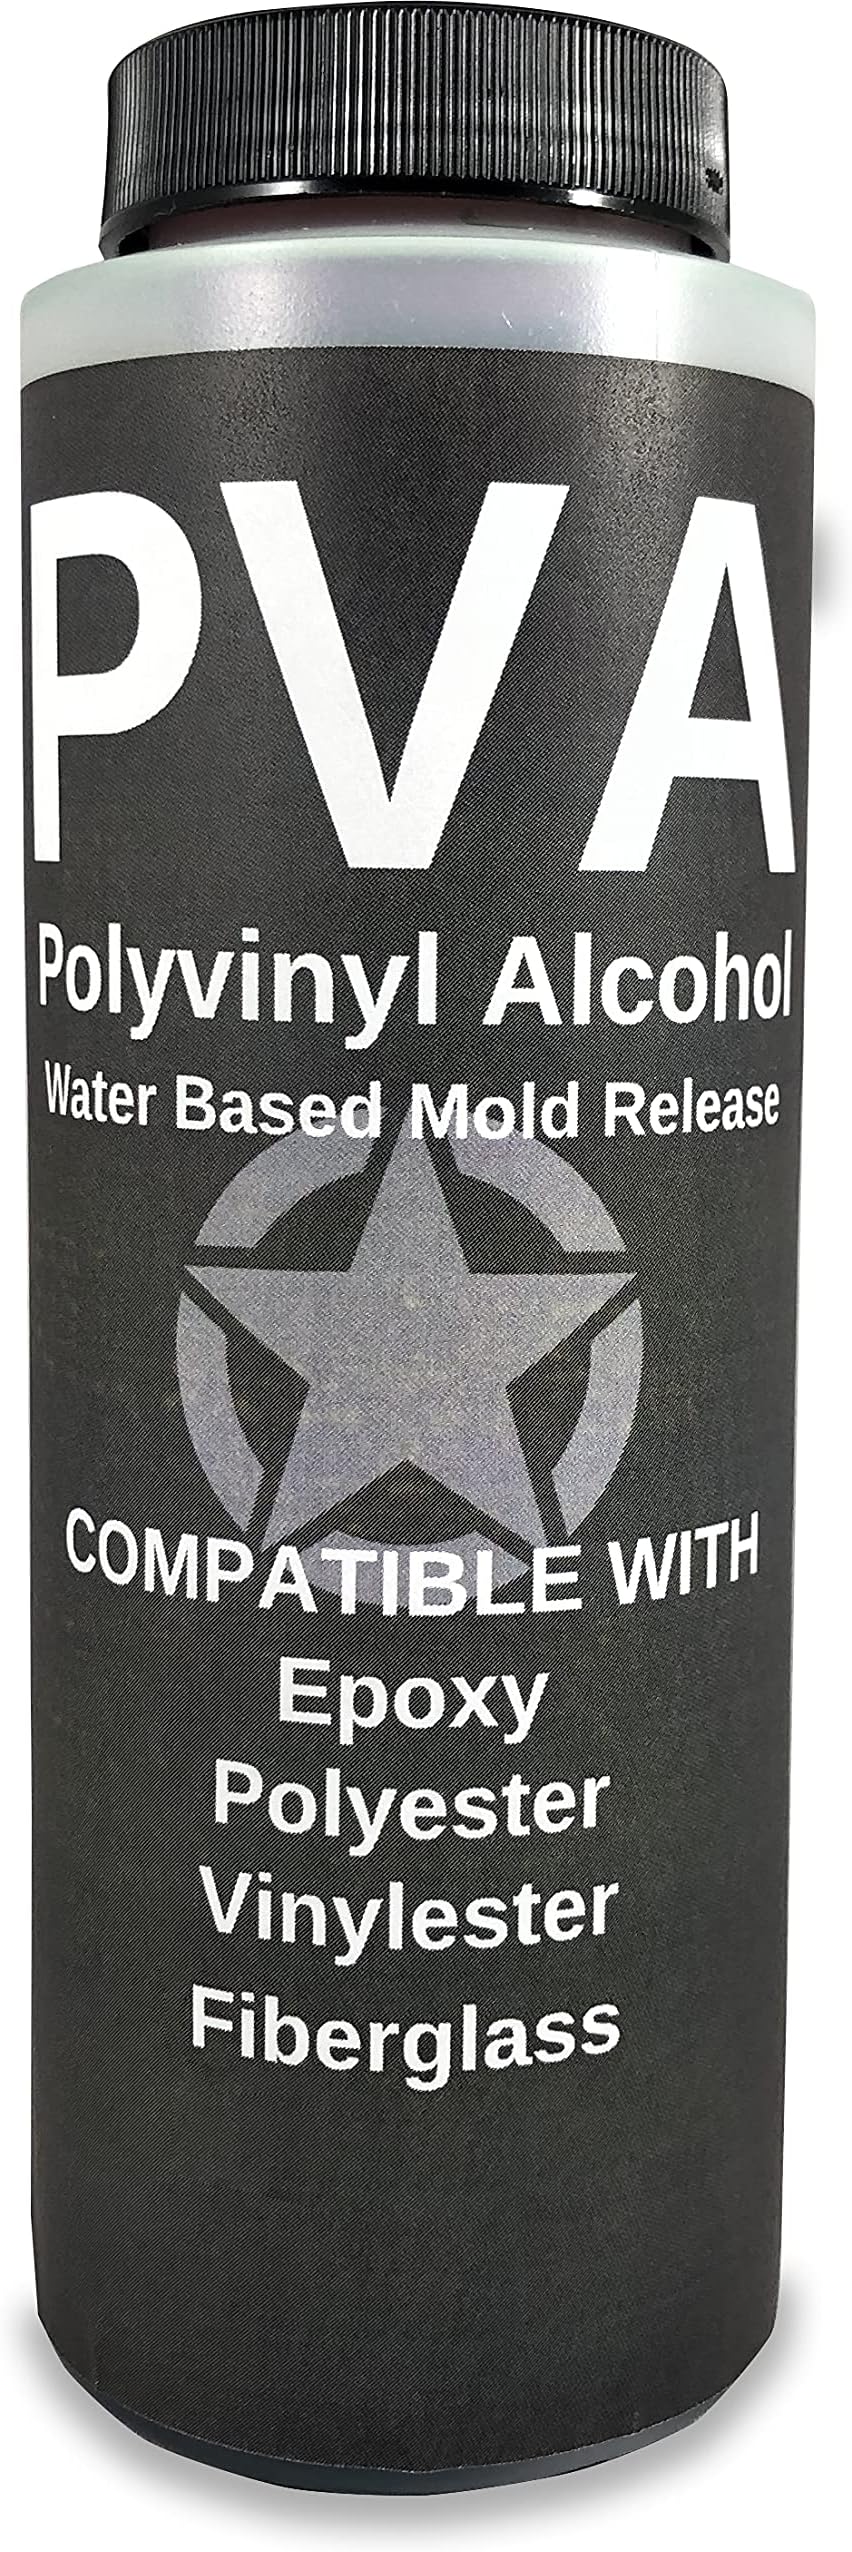 PVA
Polyvinyl Alcohol
Water Based Mold Release
COMPATIBLE WITH
Epoxy
Polyester
Vinylester
Fiberglass